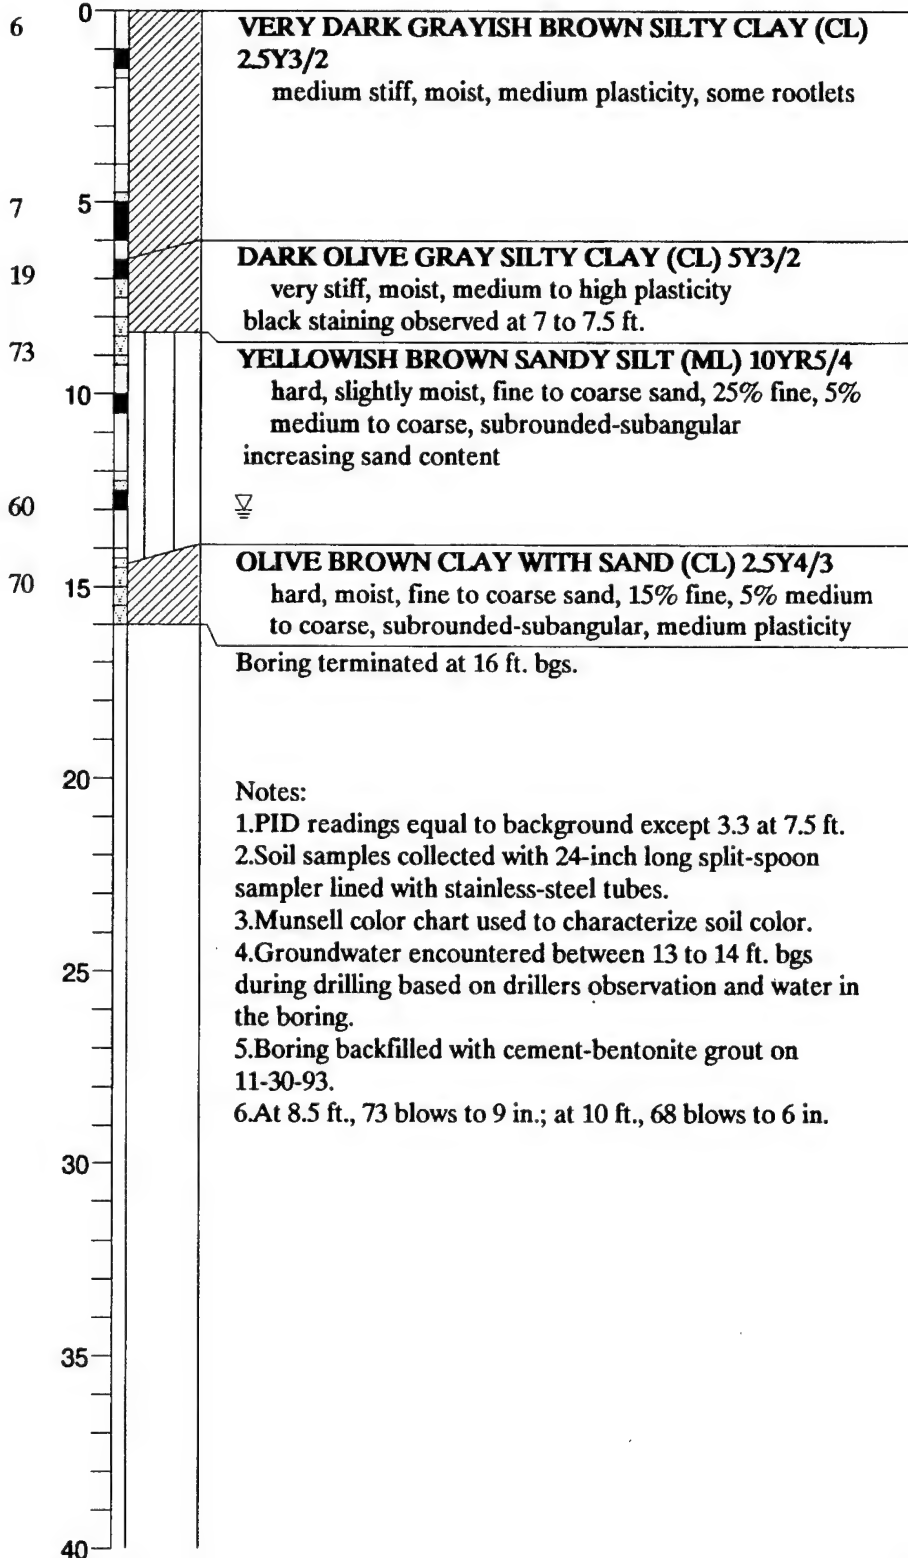 6
0
VERY DARK GRAYISH BROWN SILTY CLAY (CL)
2.5Y3/2
medium stiff, moist, medium plasticity, some rootlets
7
5
DARK OLIVE GRAY SILTY CLAY (CL) 5Y3/2
19
very stiff, moist, medium to high plasticity
black staining observed at 7 to 7.5 ft.
73
YELLOWISH BROWN SANDY SILT (ML) 10YR5/4
10
hard, slightly moist, fine to coarse sand, 25% fine, 5%
medium to coarse, subrounded-subangular
increasing sand content
60
OLIVE BROWN CLAY WITH SAND (CL) 2.5Y4/3
70
15
hard, moist, fine to coarse sand, 15% fine, 5% medium
to coarse, subrounded-subangular, medium plasticity
Boring terminated at 16 ft. bgs.
20
Notes:
1.PID readings equal to background except 3.3 at 7.5 ft.
2.Soil samples collected with 24-inch long split-spoon
sampler lined with stainless-steel tubes.
3.Munsell color chart used to characterize soil color.
4.Groundwater encountered between 13 to 14 ft. bgs
25
during drilling based on drillers observation and water in
the boring.
5.Boring backfilled with cement-bentonite grout on
11-30-93.
6.At 8.5 ft., 73 blows to 9 in.; at 10 ft., 68 blows to 6 in.
30
35
40